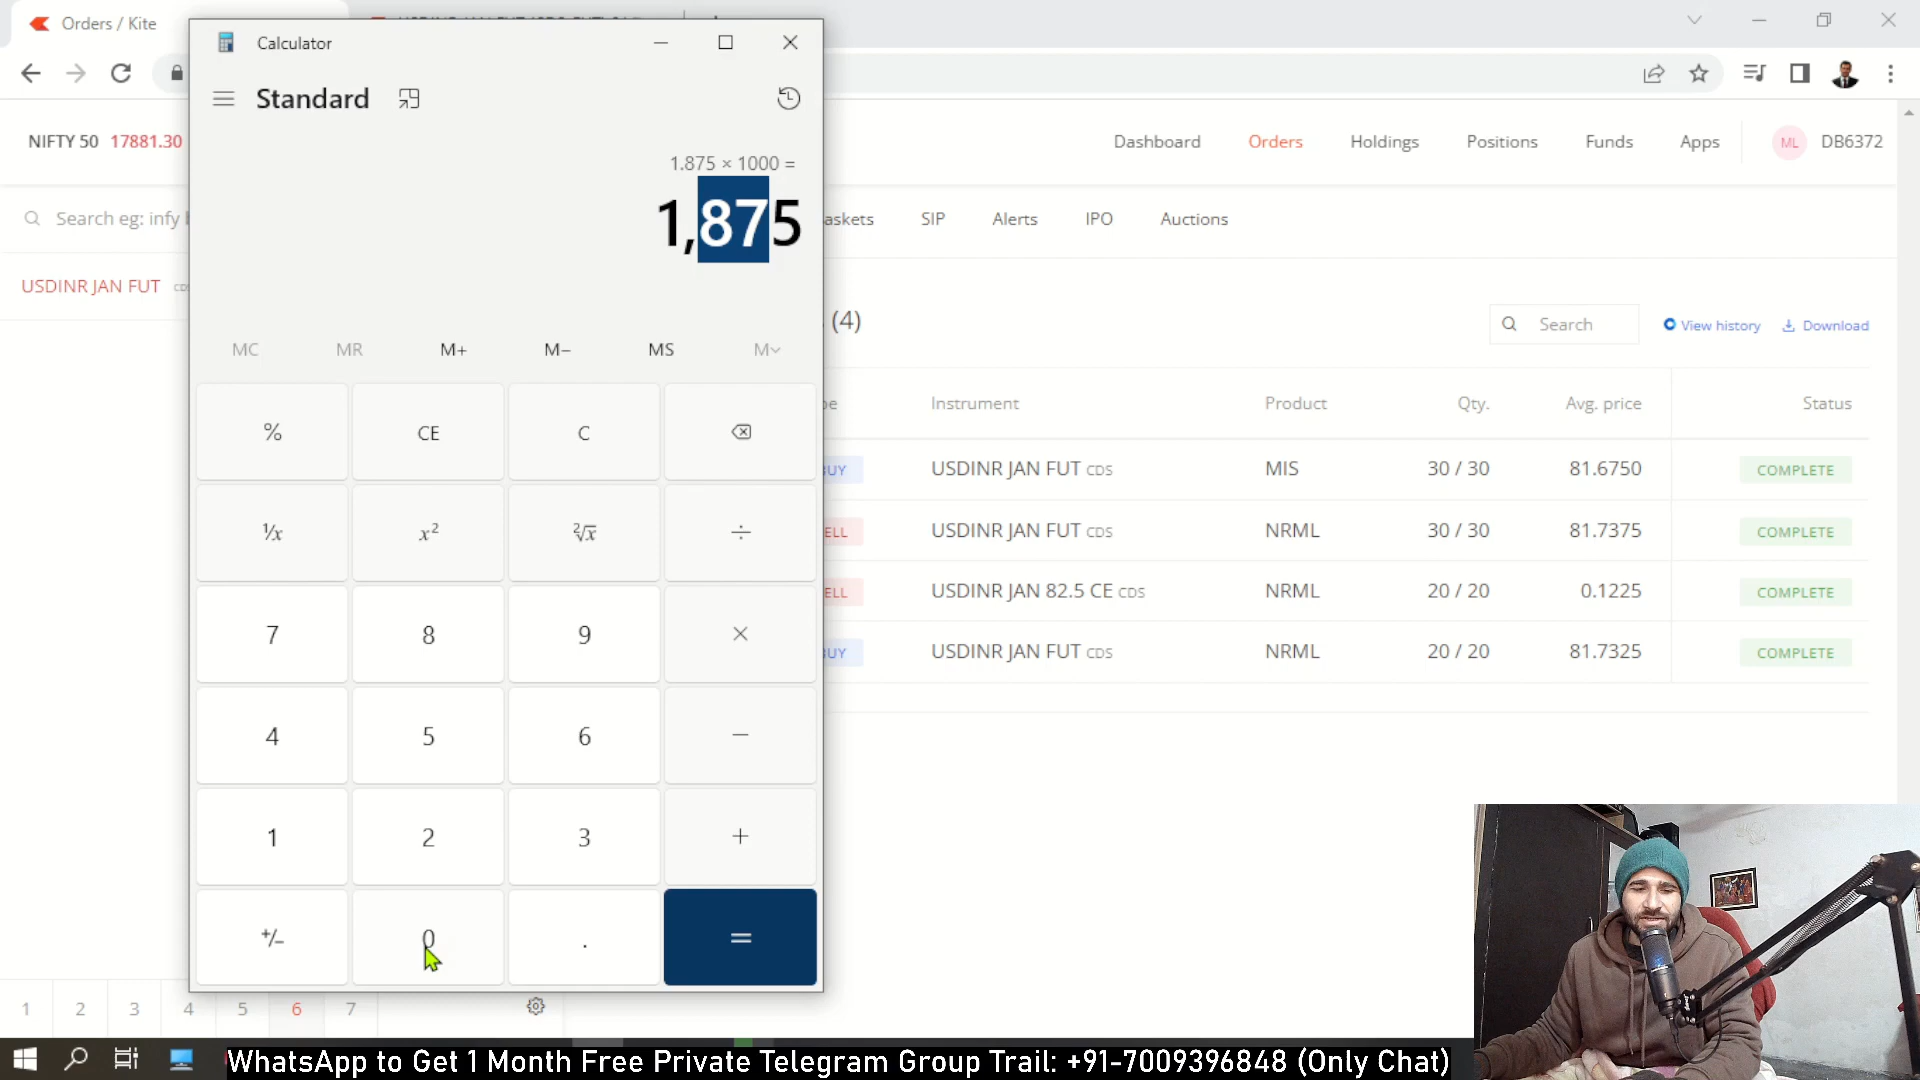 Orders / Kite
Calculator
Standard
1.875 × 1000 =
1,875
MC MR M+ M− MS M
% CE C
¹/x x² ²√x ÷
7 8 9 ×
4 5 6 −
1 2 3 +
+/− 0 . =
NIFTY 50 17881.30
Search eg: infy
USDINR JAN FUT
Dashboard Orders Holdings Positions Funds Apps ML DB6372
askets SIP Alerts IPO Auctions
(4)
Search View history Download
pe Instrument Product Qty. Avg. price Status
UY USDINR JAN FUT CDS MIS 30 / 30 81.6750 COMPLETE
ELL USDINR JAN FUT CDS NRML 30 / 30 81.7375 COMPLETE
ELL USDINR JAN 82.5 CE CDS NRML 20 / 20 0.1225 COMPLETE
UY USDINR JAN FUT CDS NRML 20 / 20 81.7325 COMPLETE
1 2 3 4 5 6 7
WhatsApp to Get 1 Month Free Private Telegram Group Trail: +91-7009396848 (Only Chat)